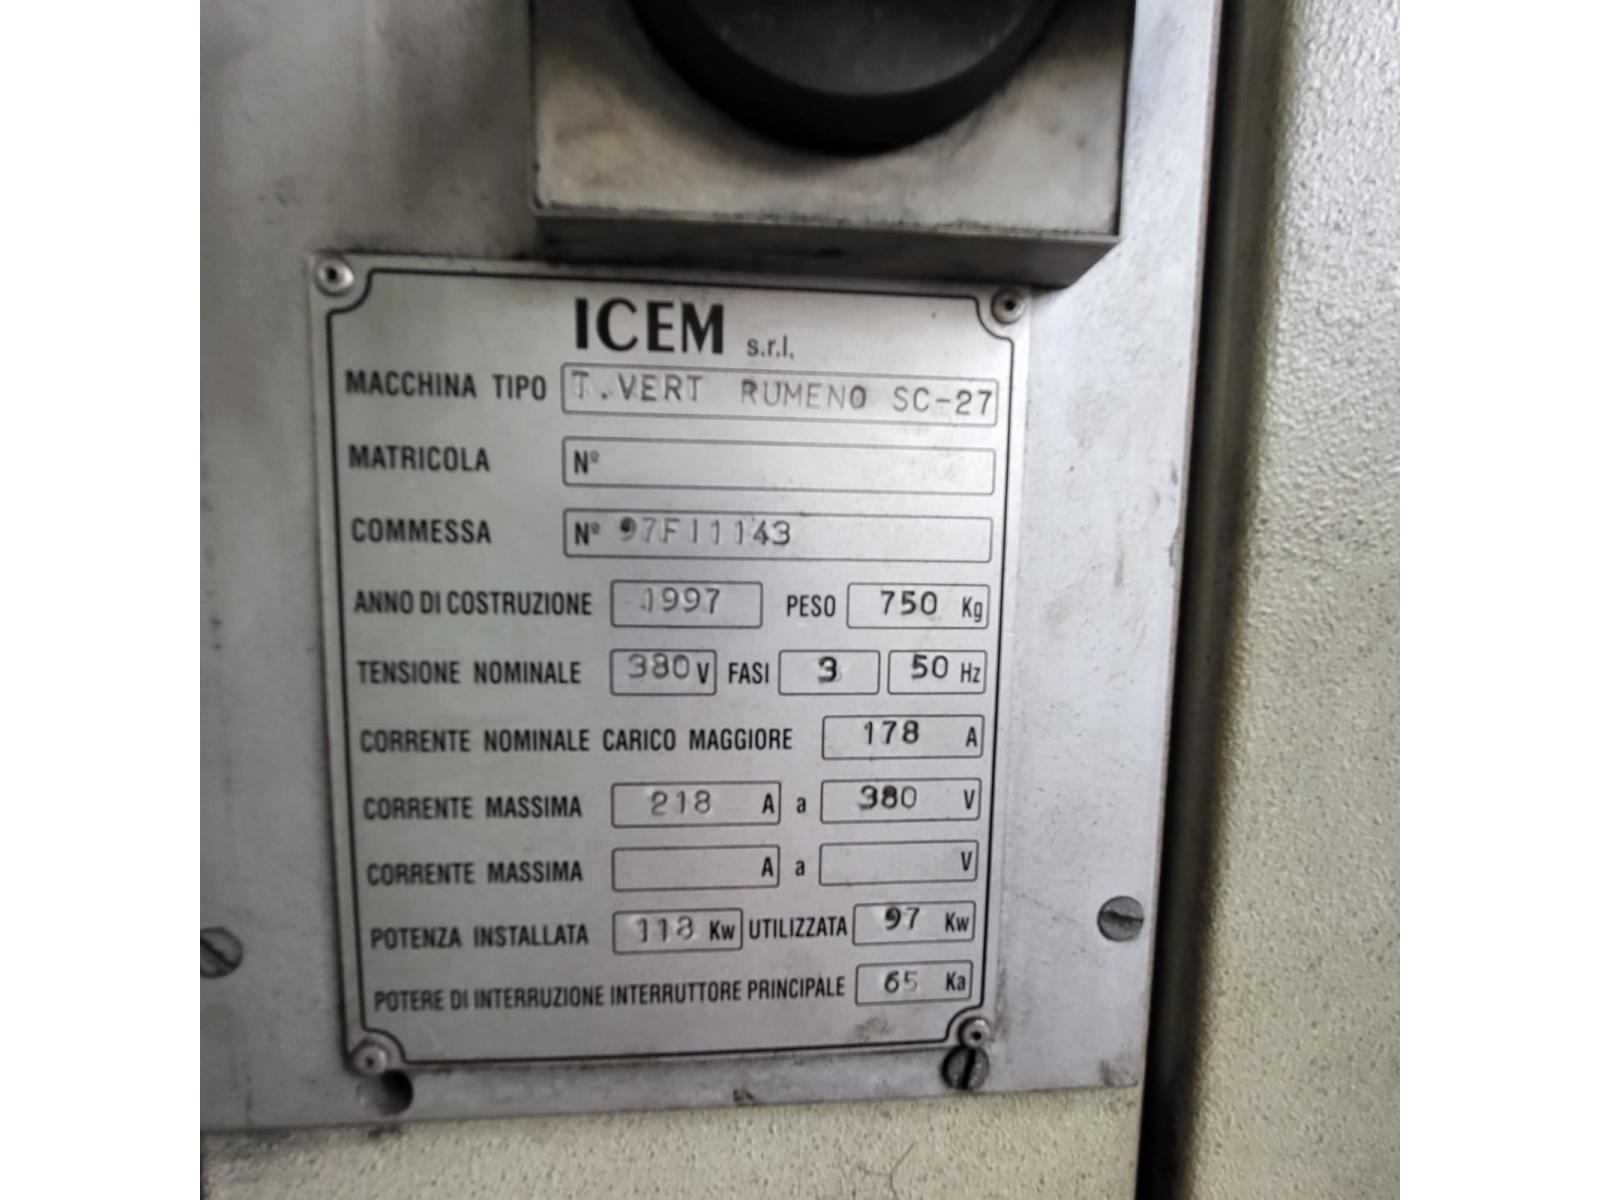 ICEM s.r.l.
MACCHINA TIPO T.VERT RUMENO SC-27
MATRICOLA Nº
COMMESSA Nº 97F11143
ANNO DI COSTRUZIONE 1997 PESO 750 Kg
TENSIONE NOMINALE 380 V FASI 3 50 Hz
CORRENTE NOMINALE CARICO MAGGIORE 178 A
CORRENTE MASSIMA 218 A a 380 V
CORRENTE MASSIMA A a V
POTENZA INSTALLATA 118 Kw UTILIZZATA 97 Kw
POTERE DI INTERRUZIONE INTERRUTTORE PRINCIPALE 65 Ka